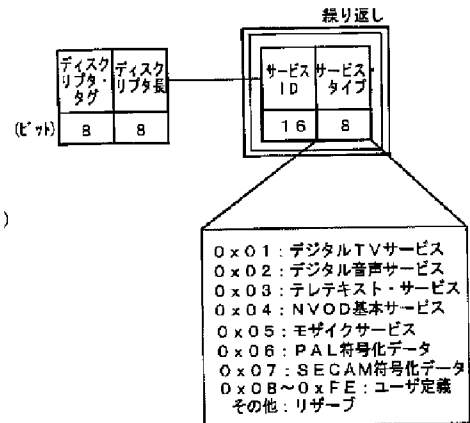 繰り返し
ディスクリプタ・タグ
ディスクリプタ長
サービスID
サービス・タイプ
(ビット)
8
8
16
8
)
0x01:デジタルTVサービス
0x02:デジタル音声サービス
0x03:テレテキスト・サービス
0x04:NVOD基本サービス
0x05:モザイクサービス
0x06:PAL符号化データ
0x07:SECAM符号化データ
0x08~0xFE:ユーザ定義
その他:リザーブ